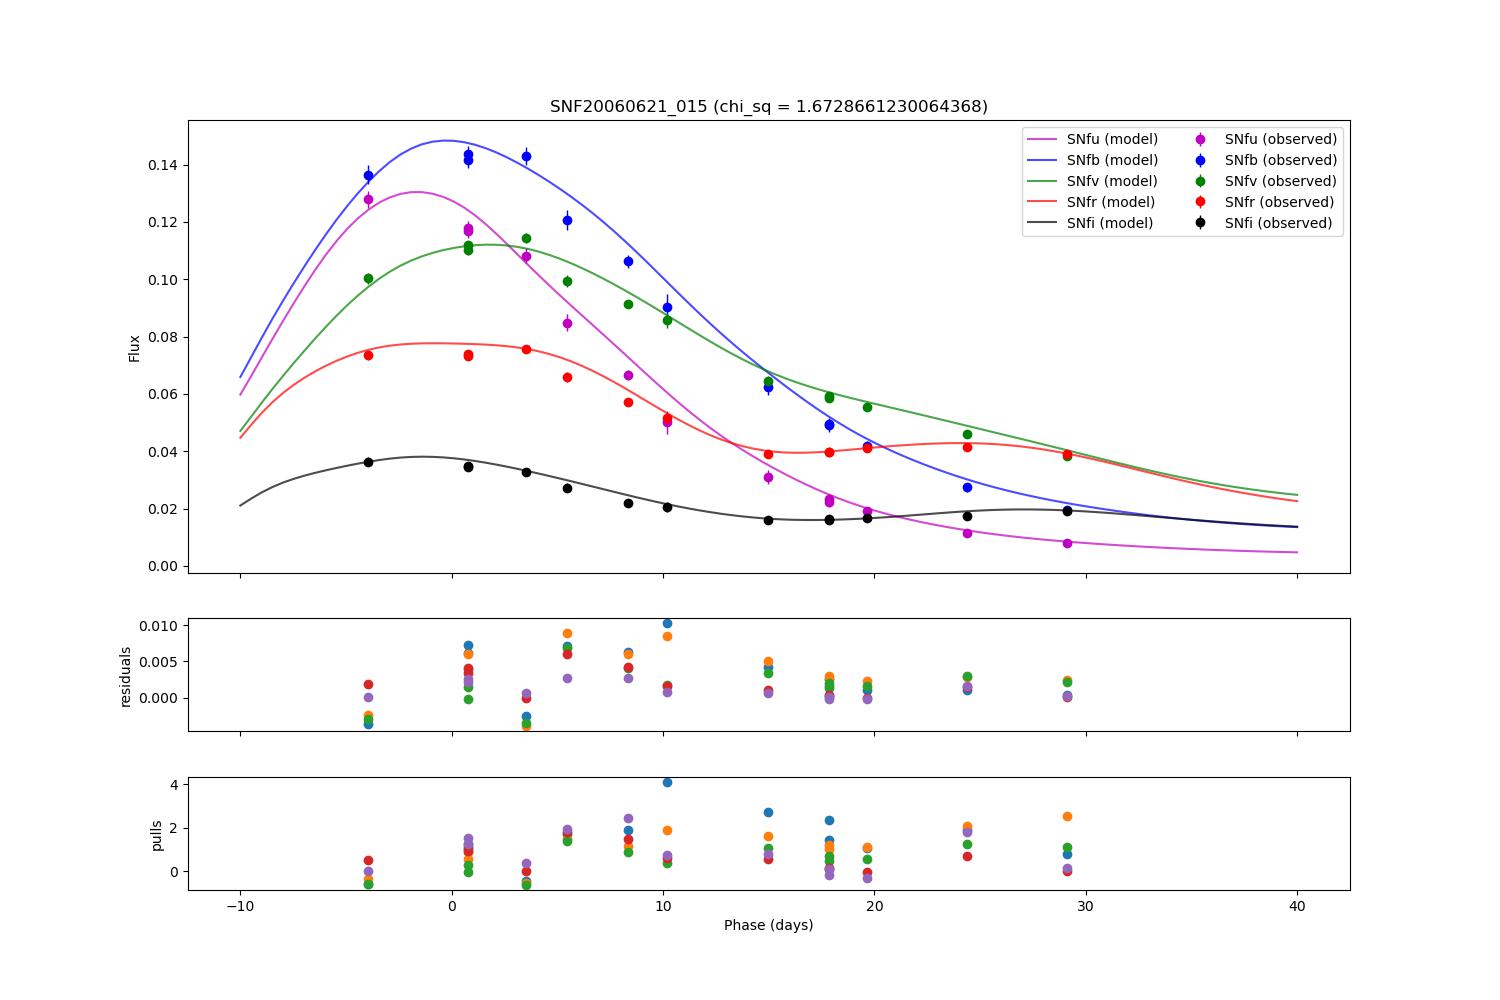 SNF20060621_015 (chi_sq = 1.6728661230064368)
SNfu (model) SNfu (observed)
SNfb (model) SNfb (observed)
SNfv (model) SNfv (observed)
SNfr (model) SNfr (observed)
SNfi (model) SNfi (observed)
Flux
0.14
0.12
0.10
0.08
0.06
0.04
0.02
0.00
residuals
0.010
0.005
0.000
pulls
4
2
0
−10 0 10 20 30 40
Phase (days)